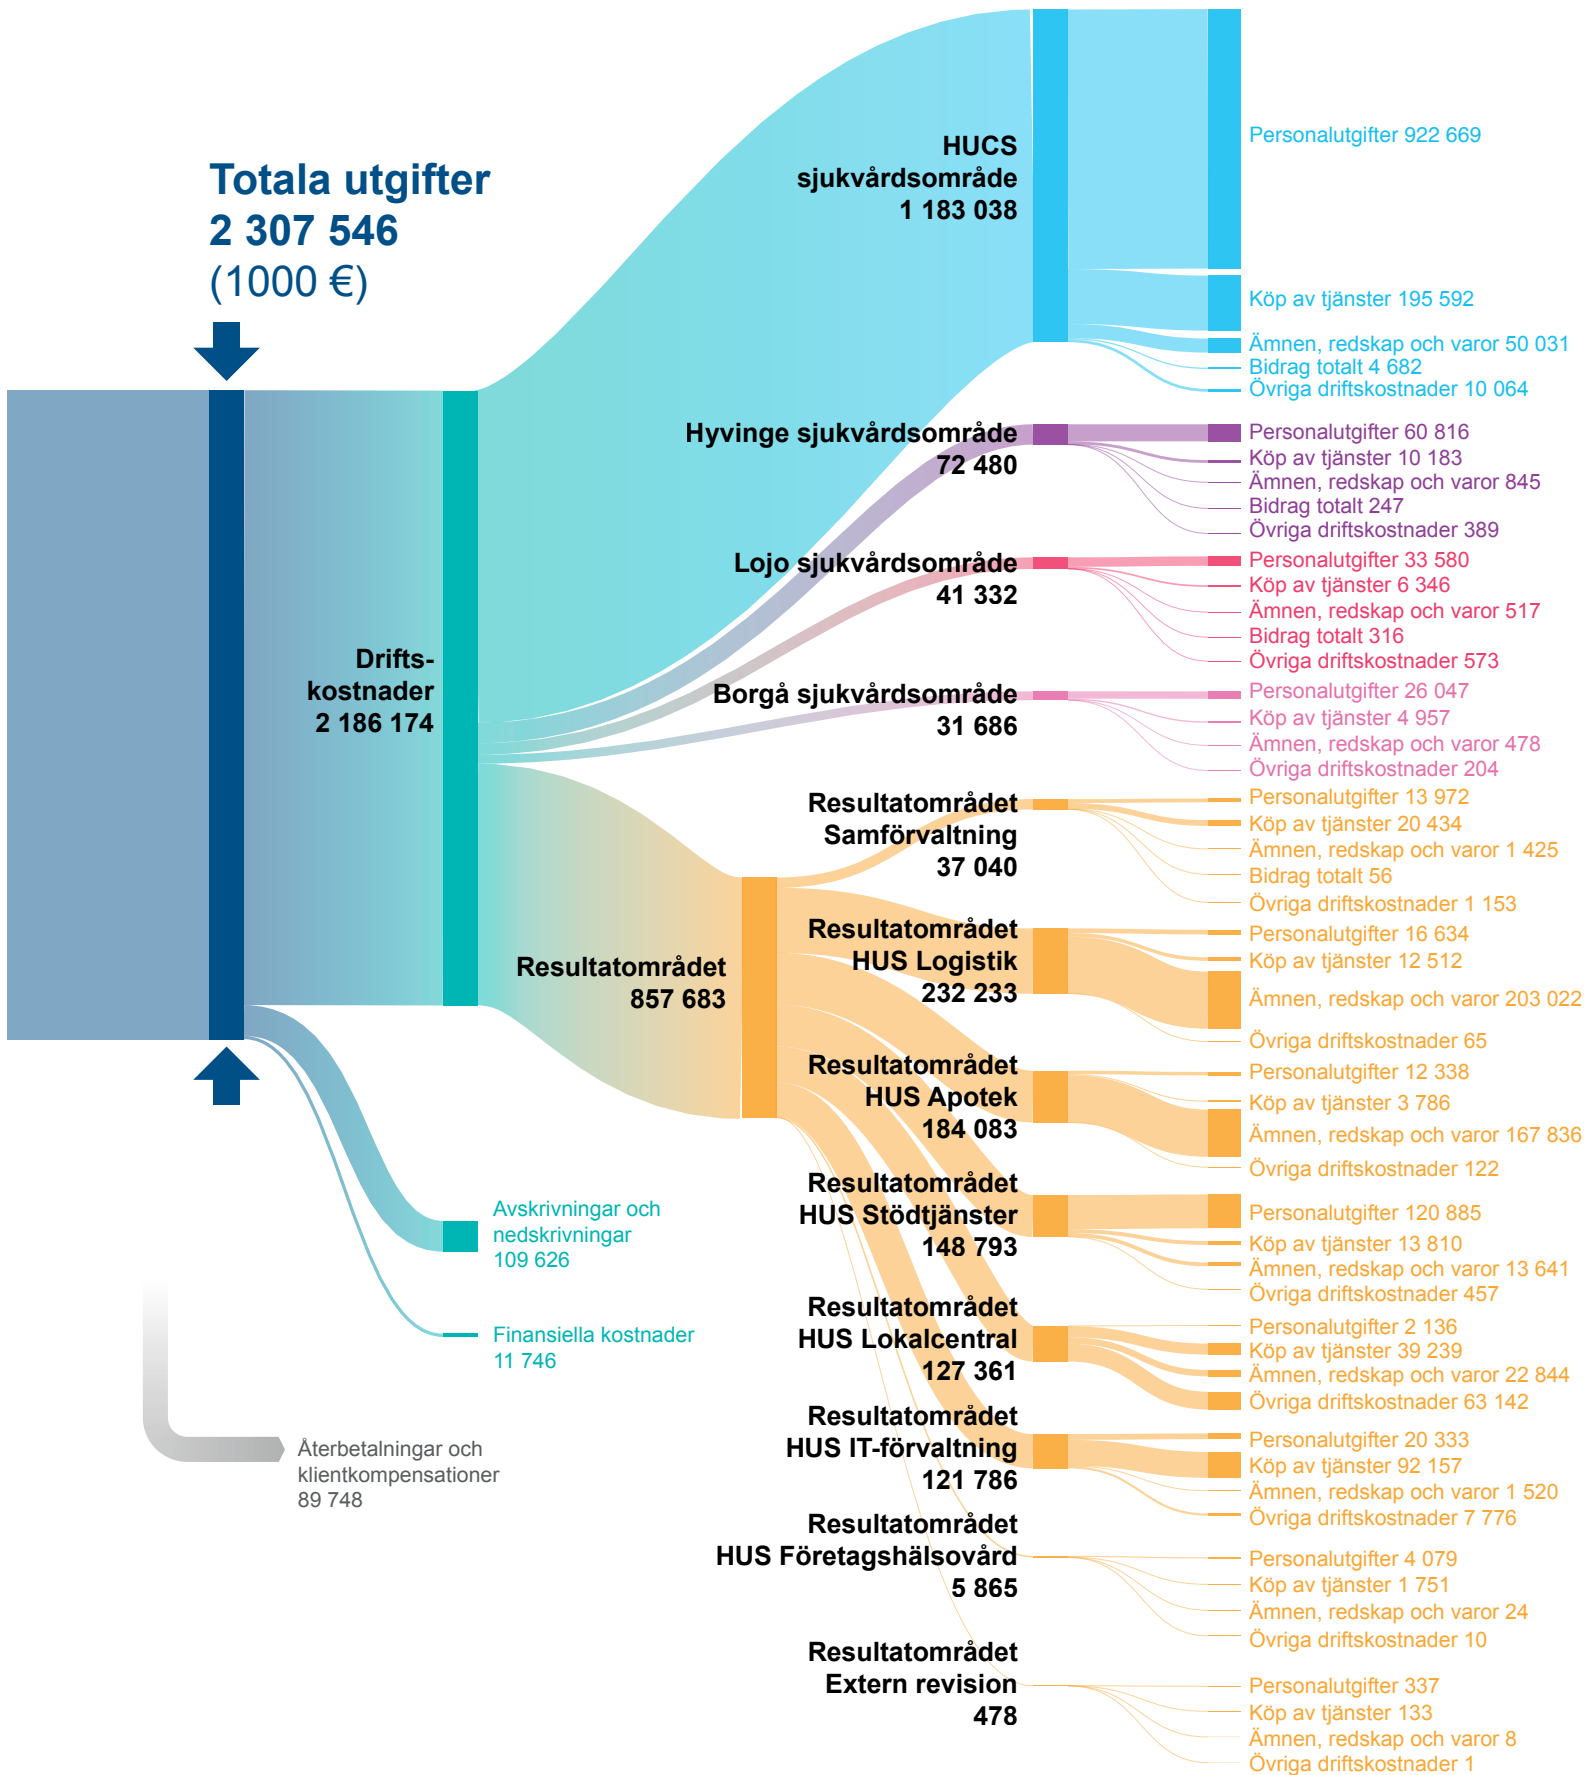 Totala utgifter
2 307 546
(1000 €)
Drifts-
kostnader
2 186 174
Avskrivningar och
nedskrivningar
109 626
Finansiella kostnader
11 746
Återbetalningar och
klientkompensationer
89 748
Resultatområdet
857 683
HUCS
sjukvårdsområde
1 183 038
Personalutgifter 922 669
Köp av tjänster 195 592
Ämnen, redskap och varor 50 031
Bidrag totalt 4 682
Övriga driftskostnader 10 064
Hyvinge sjukvårdsområde
72 480
Personalutgifter 60 816
Köp av tjänster 10 183
Ämnen, redskap och varor 845
Bidrag totalt 247
Övriga driftskostnader 389
Lojo sjukvårdsområde
41 332
Personalutgifter 33 580
Köp av tjänster 6 346
Ämnen, redskap och varor 517
Bidrag totalt 316
Övriga driftskostnader 573
Borgå sjukvårdsområde
31 686
Personalutgifter 26 047
Köp av tjänster 4 957
Ämnen, redskap och varor 478
Övriga driftskostnader 204
Resultatområdet
Samförvaltning
37 040
Personalutgifter 13 972
Köp av tjänster 20 434
Ämnen, redskap och varor 1 425
Bidrag totalt 56
Övriga driftskostnader 1 153
Resultatområdet
HUS Logistik
232 233
Personalutgifter 16 634
Köp av tjänster 12 512
Ämnen, redskap och varor 203 022
Övriga driftskostnader 65
Resultatområdet
HUS Apotek
184 083
Personalutgifter 12 338
Köp av tjänster 3 786
Ämnen, redskap och varor 167 836
Övriga driftskostnader 122
Resultatområdet
HUS Stödtjänster
148 793
Personalutgifter 120 885
Köp av tjänster 13 810
Ämnen, redskap och varor 13 641
Övriga driftskostnader 457
Resultatområdet
HUS Lokalcentral
127 361
Personalutgifter 2 136
Köp av tjänster 39 239
Ämnen, redskap och varor 22 844
Övriga driftskostnader 63 142
Resultatområdet
HUS IT-förvaltning
121 786
Personalutgifter 20 333
Köp av tjänster 92 157
Ämnen, redskap och varor 1 520
Övriga driftskostnader 7 776
Resultatområdet
HUS Företagshälsovård
5 865
Personalutgifter 4 079
Köp av tjänster 1 751
Ämnen, redskap och varor 24
Övriga driftskostnader 10
Resultatområdet
Extern revision
478
Personalutgifter 337
Köp av tjänster 133
Ämnen, redskap och varor 8
Övriga driftskostnader 1